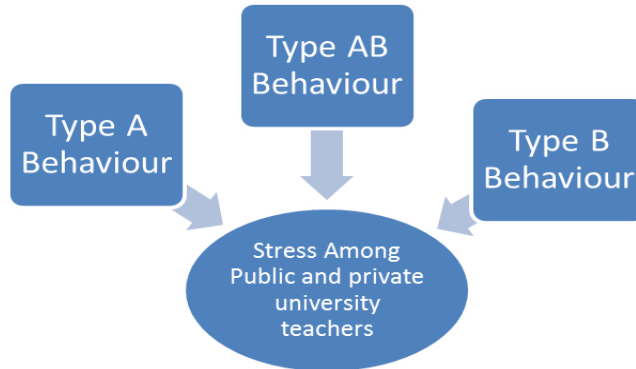 Type AB
Behaviour
Type A
Behaviour
Type B
Behaviour
Stress Among
Public and private
university
teachers